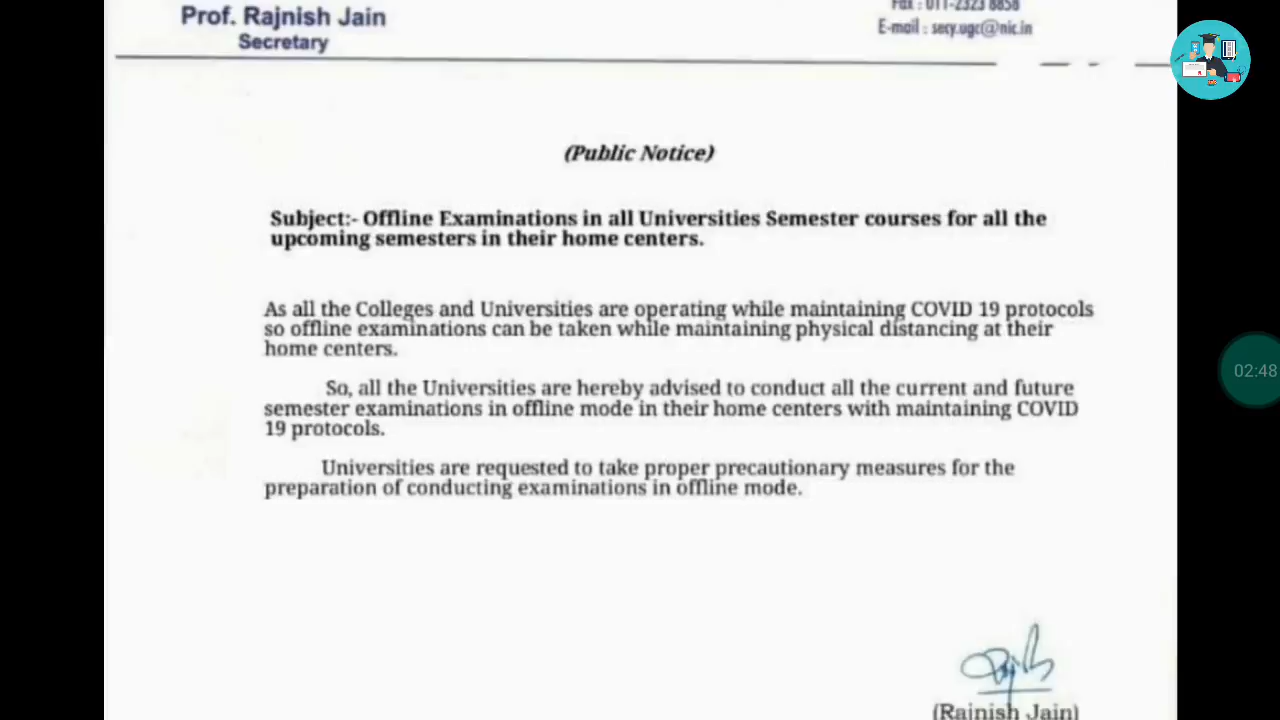 Prof. Rajnish Jain
Secretary
Fax : 011-2323 8858
E-mail : secy.ugc@nic.in
(Public Notice)
Subject:- Offline Examinations in all Universities Semester courses for all the
upcoming semesters in their home centers.
As all the Colleges and Universities are operating while maintaining COVID 19 protocols
so offline examinations can be taken while maintaining physical distancing at their
home centers.
So, all the Universities are hereby advised to conduct all the current and future
semester examinations in offline mode in their home centers with maintaining COVID
19 protocols.
Universities are requested to take proper precautionary measures for the
preparation of conducting examinations in offline mode.
02:48
(Rajnish Jain)